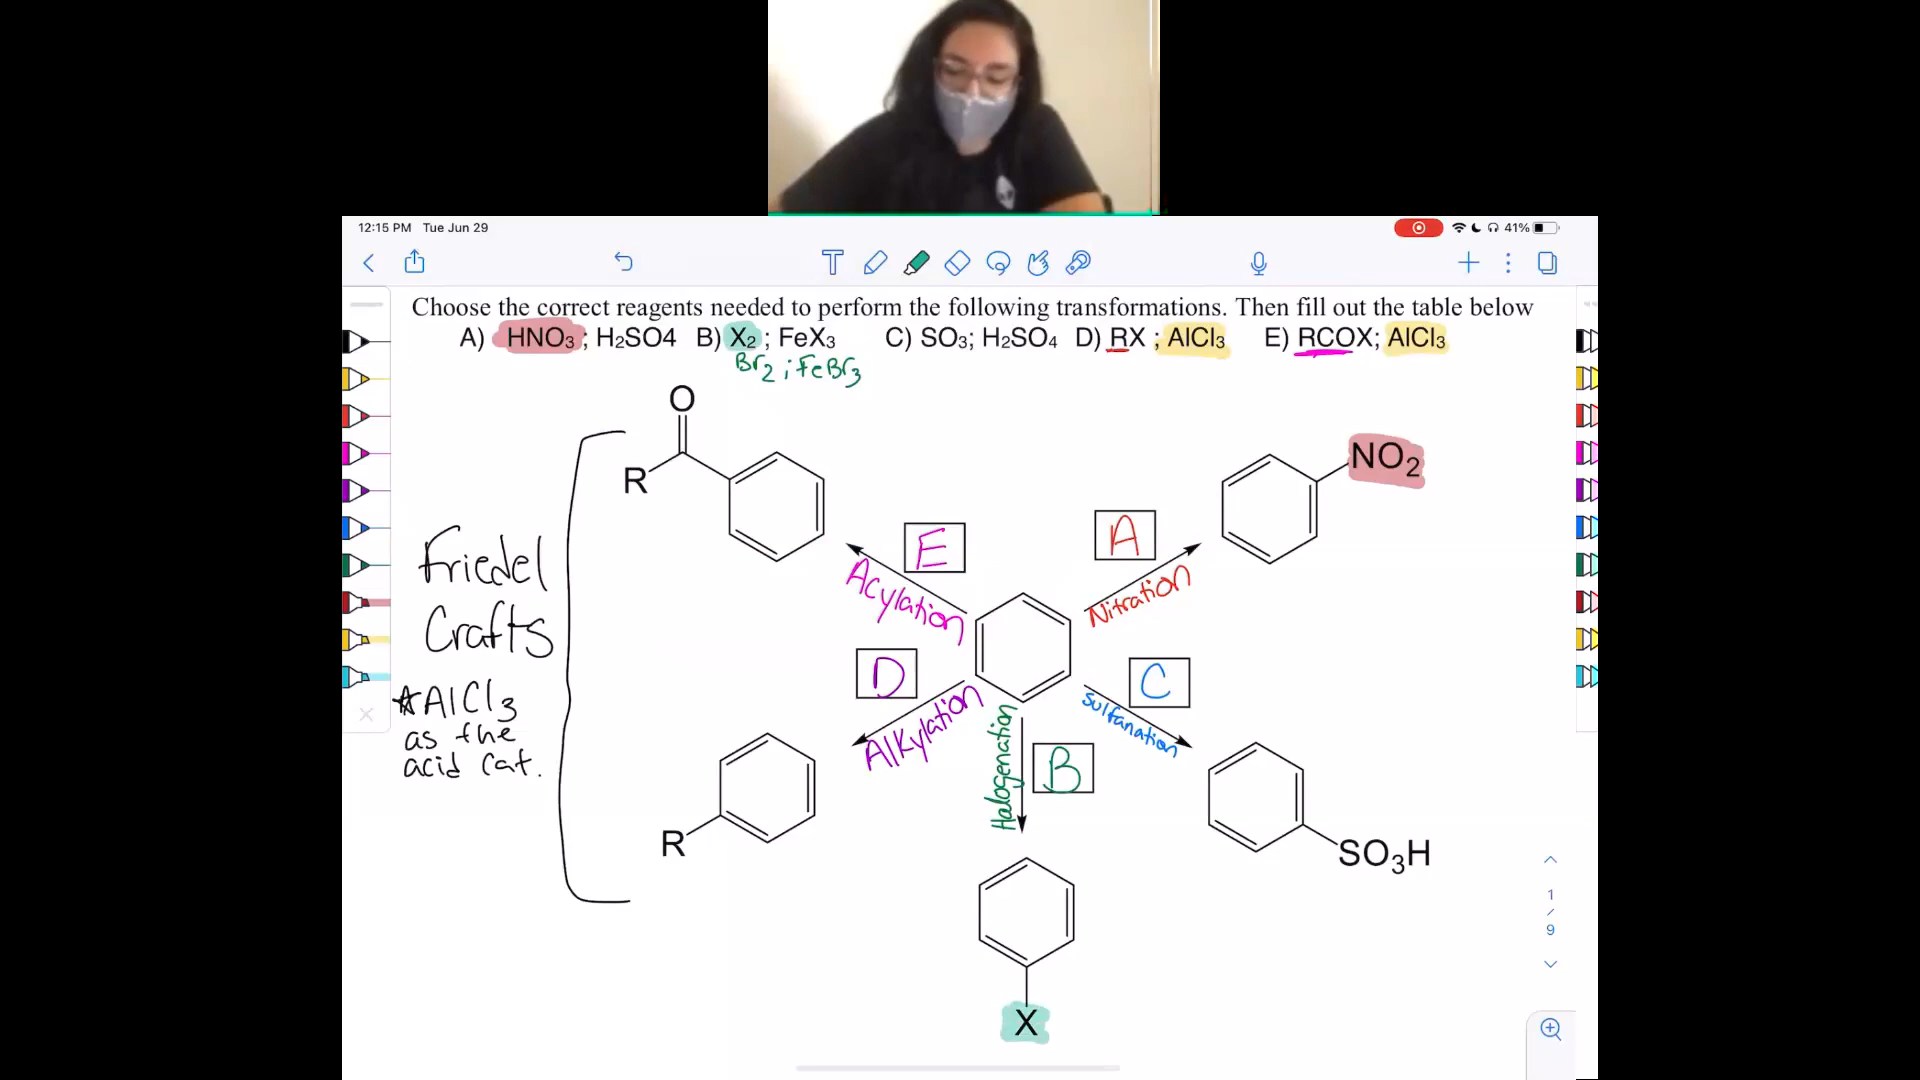 12:15 PM Tue Jun 29
41%
Choose the correct reagents needed to perform the following transformations. Then fill out the table below
A) HNO3 ; H2SO4 B) X2 ; FeX3 C) SO3; H2SO4 D) RX ; AlCl3 E) RCOX; AlCl3
Br2 ; FeBr3
O
R
NO2
E
A
Acylation
Nitration
Friedel
Crafts
*AlCl3
as the
acid cat.
D
C
Alkylation
Sulfanation
Halogenation
B
R
SO3H
X
1
/
9